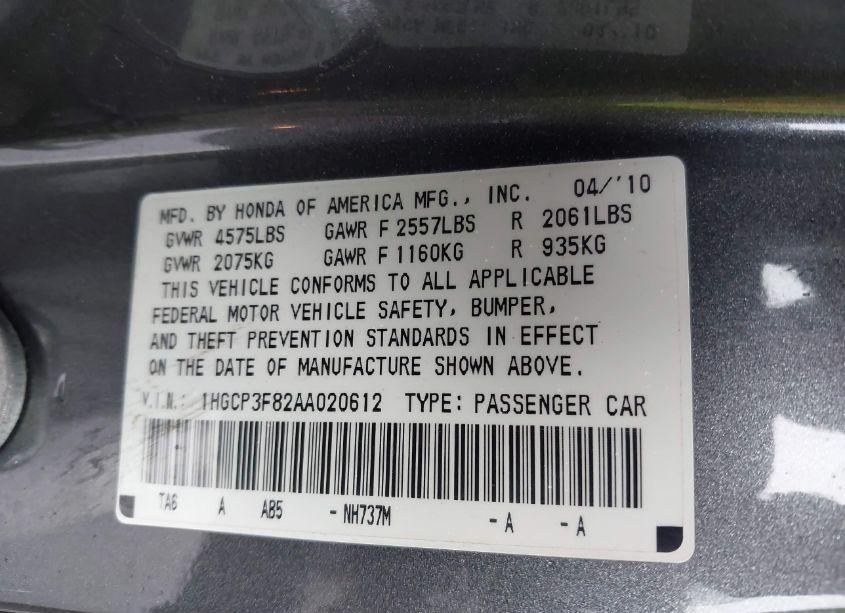 MFD. BY HONDA OF AMERICA MFG., INC. 04/'10
GVWR 4575LBS GAWR F 2557LBS R 2061LBS
GVWR 2075KG GAWR F 1160KG R 935KG
THIS VEHICLE CONFORMS TO ALL APPLICABLE
FEDERAL MOTOR VEHICLE SAFETY, BUMPER,
AND THEFT PREVENTION STANDARDS IN EFFECT
ON THE DATE OF MANUFACTURE SHOWN ABOVE.
V.I.N.: 1HGCP3F82AA020612 TYPE: PASSENGER CAR
TA6 A AB5 - NH737M - A - A